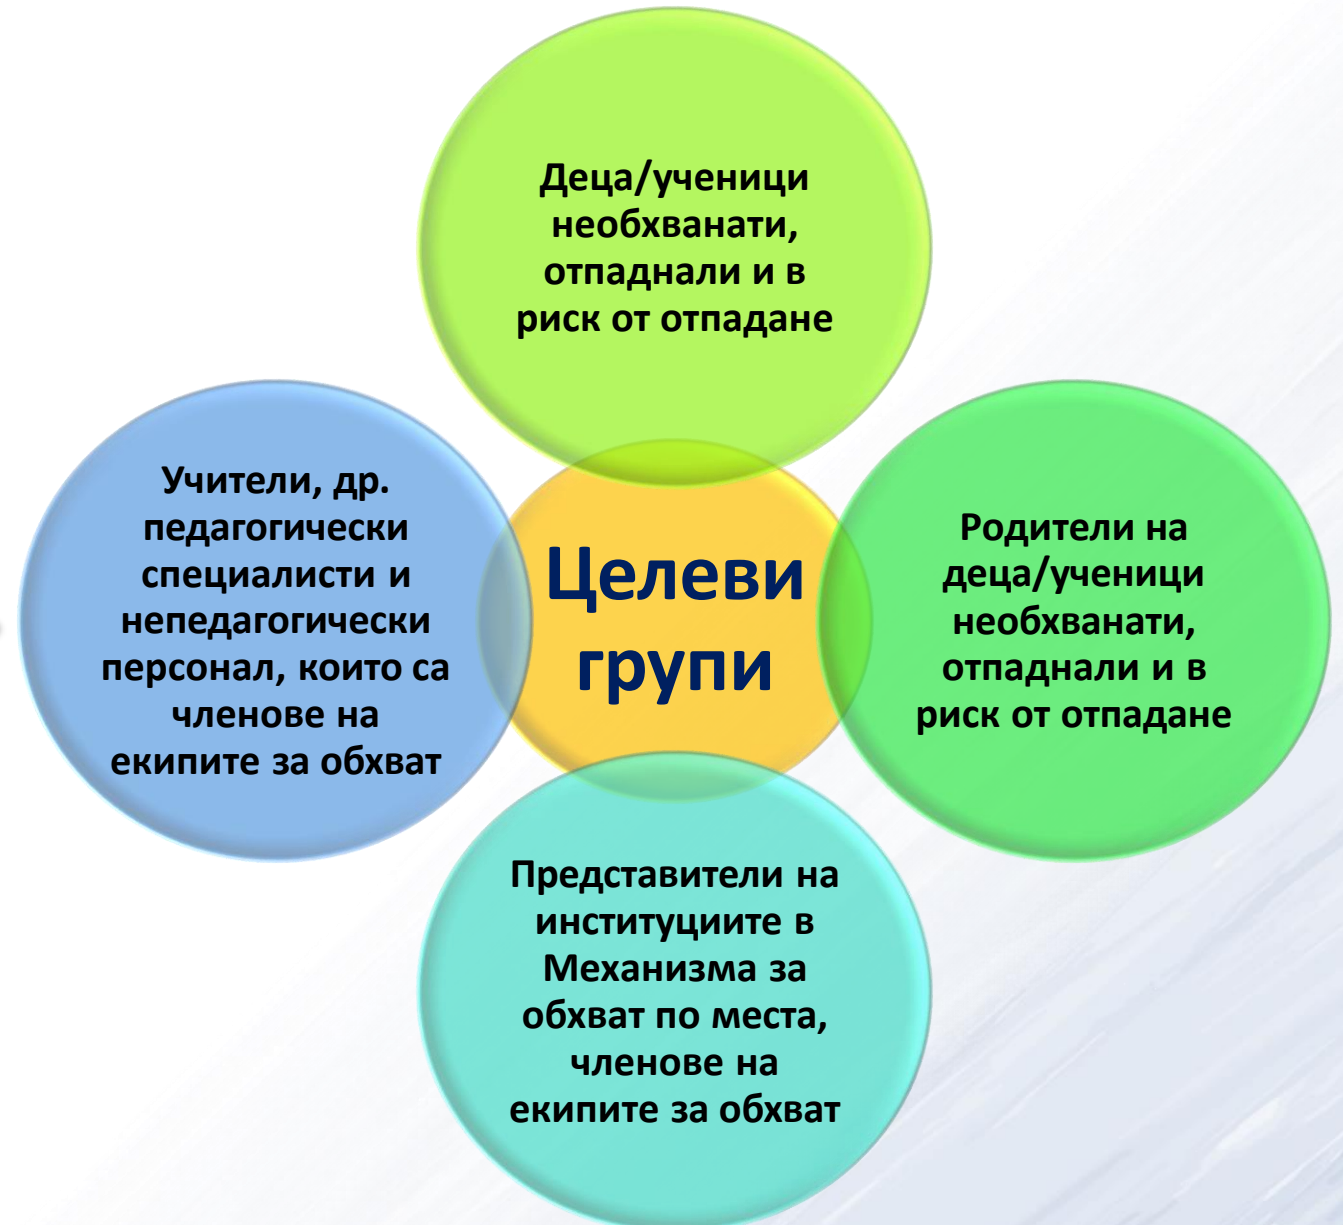 Деца/ученици
необхванати,
отпаднали и в
риск от отпадане
Учители, др.
педагогически
специалисти и
непедагогически
персонал, които са
членове на
екипите за обхват
Целеви
групи
Родители на
деца/ученици
необхванати,
отпаднали и в
риск от отпадане
Представители на
институциите в
Механизма за
обхват по места,
членове на
екипите за обхват